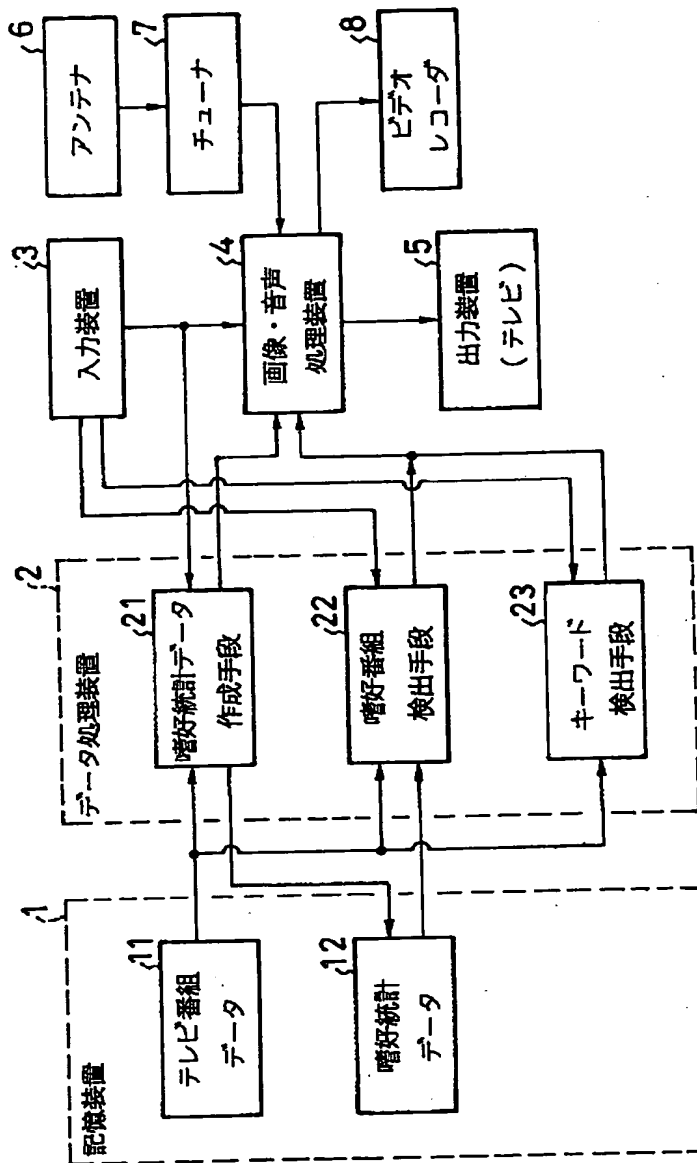 1
記憶装置
11
テレビ番組
データ
12
嗜好統計
データ
2
データ処理装置
21
嗜好統計データ
作成手段
22
嗜好番組
検出手段
23
キーワード
検出手段
3
入力装置
4
画像・音声
処理装置
5
出力装置
(テレビ)
6
アンテナ
7
チューナ
8
ビデオ
レコーダ